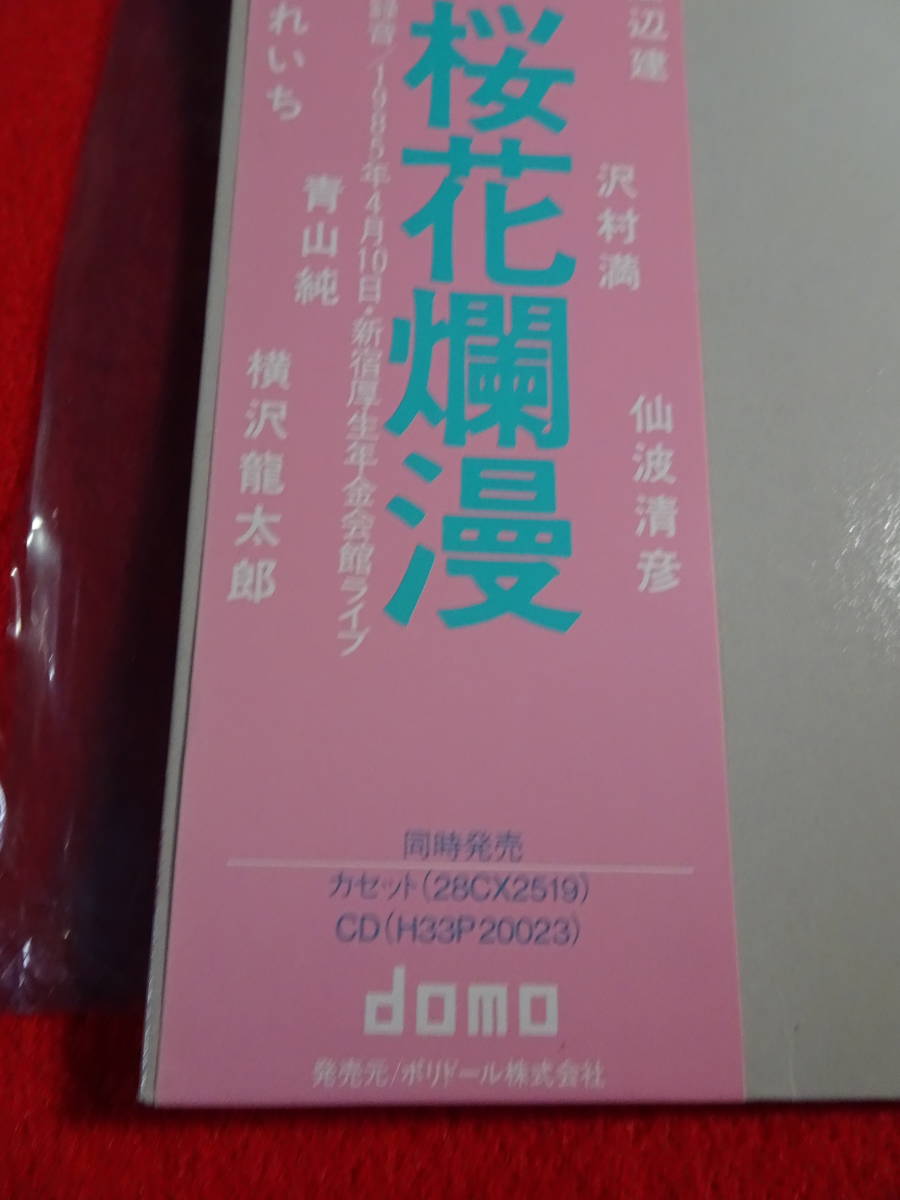 辺建
沢村満
仙波清彦
桜花爛漫
録音/1985年4月10日・新宿厚生年金会館ライブ
れいち
青山純
横沢龍太郎
同時発売
カセット(28CX2519)
CD(H33P20023)
domo
発売元/ポリドール株式会社